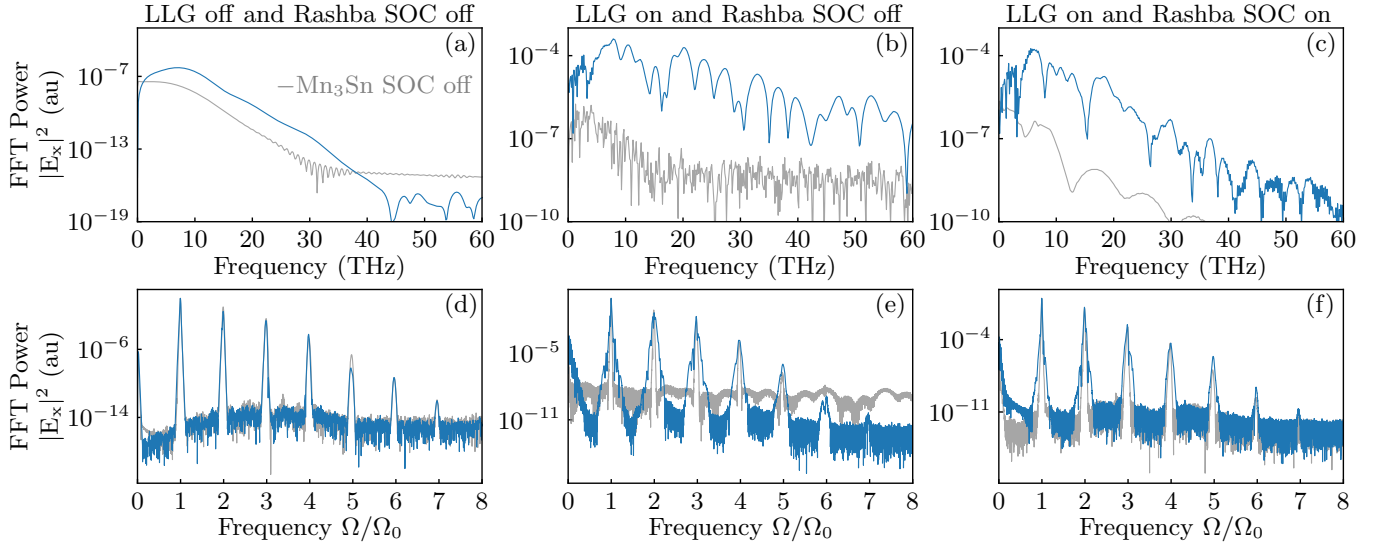 LLG off and Rashba SOC off
LLG on and Rashba SOC off
LLG on and Rashba SOC on
FFT Power
|E_x|^2 (au)
10^−7
10^−13
10^−19
(a)
−Mn₃Sn SOC off
0 10 20 30 40 50 60
Frequency (THz)
10^−4
10^−7
10^−10
(b)
0 10 20 30 40 50 60
Frequency (THz)
10^−4
10^−7
10^−10
(c)
0 10 20 30 40 50 60
Frequency (THz)
FFT Power
|E_x|^2 (au)
10^−6
10^−14
(d)
0 1 2 3 4 5 6 7 8
Frequency Ω/Ω₀
10^−5
10^−11
(e)
0 1 2 3 4 5 6 7 8
Frequency Ω/Ω₀
10^−4
10^−11
(f)
0 1 2 3 4 5 6 7 8
Frequency Ω/Ω₀